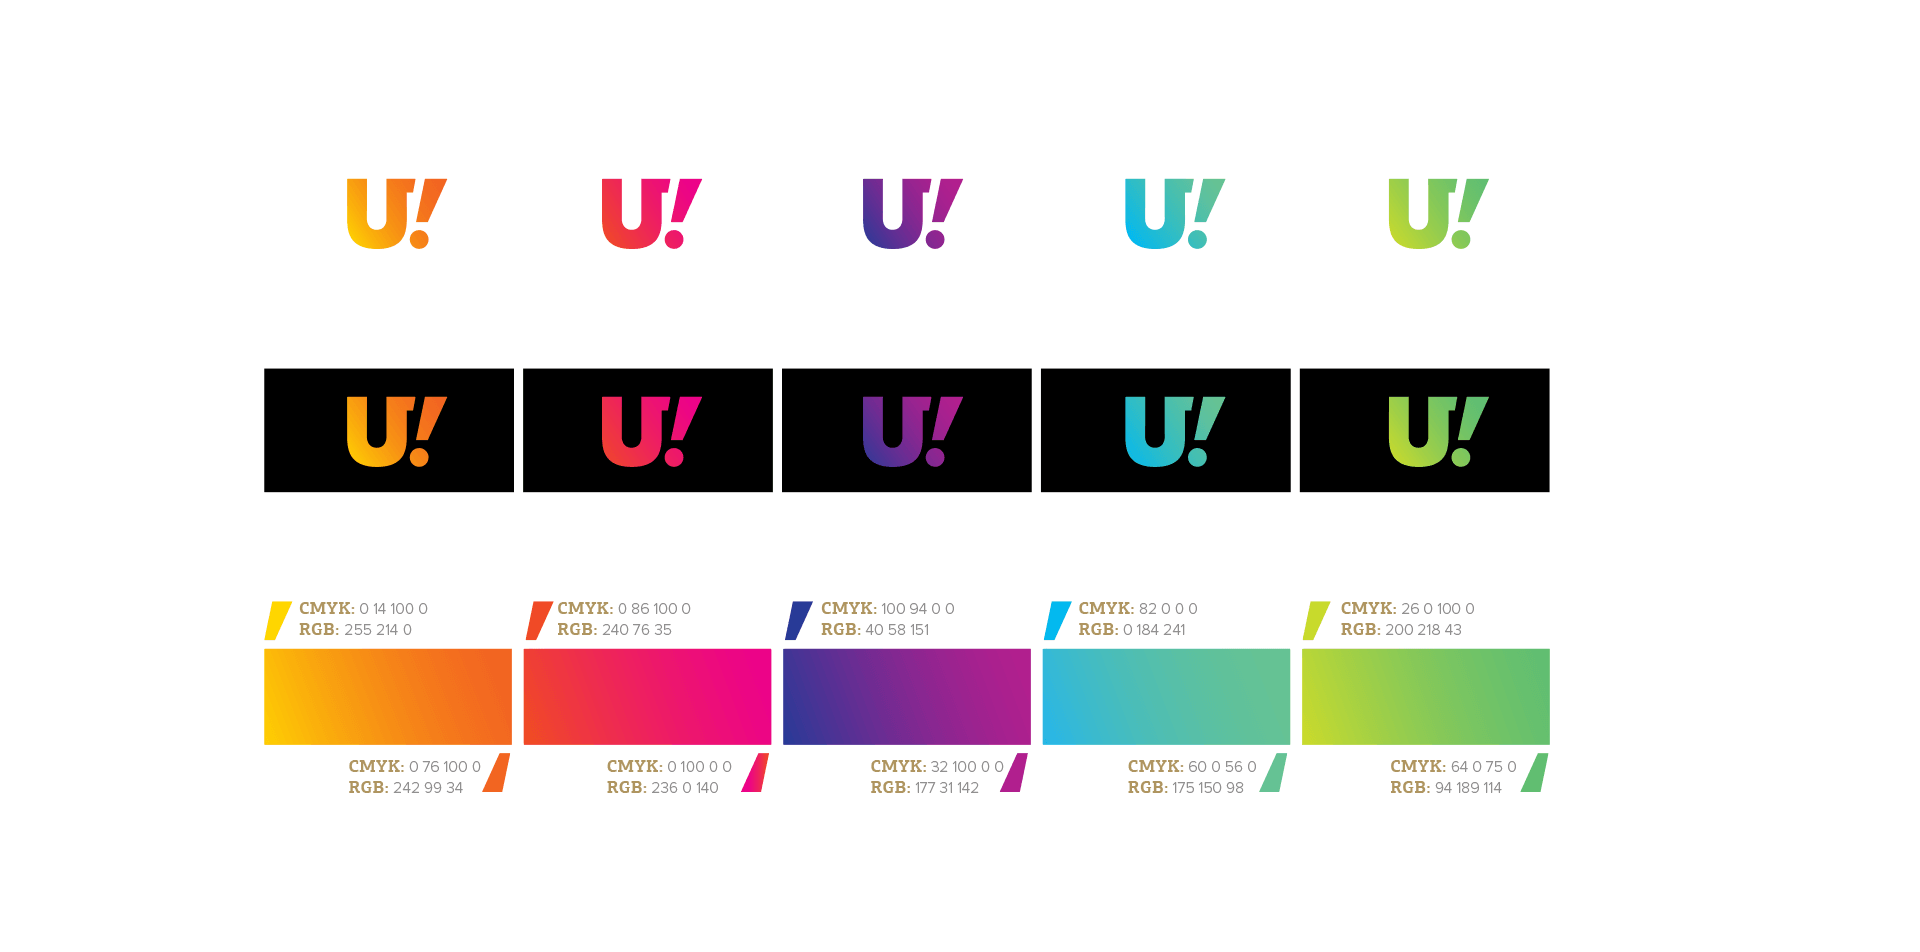 U! U! U! U! U!
U! U! U! U! U!
CMYK: 0 14 100 0
RGB: 255 214 0
CMYK: 0 86 100 0
RGB: 240 76 35
CMYK: 100 94 0 0
RGB: 40 58 151
CMYK: 82 0 0 0
RGB: 0 184 241
CMYK: 26 0 100 0
RGB: 200 218 43
CMYK: 0 76 100 0
RGB: 242 99 34
CMYK: 0 100 0 0
RGB: 236 0 140
CMYK: 32 100 0 0
RGB: 177 31 142
CMYK: 60 0 56 0
RGB: 175 150 98
CMYK: 64 0 75 0
RGB: 94 189 114